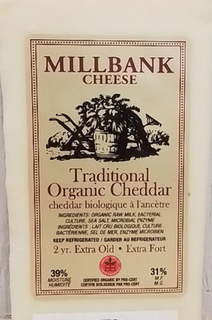 MILLBANK
CHEESE
Traditional
Organic Cheddar
cheddar biologique à l'ancètre
INGREDIENTS: ORGANIC RAW MILK, BACTERIAL
CULTURE, SEA SALT, MICROBIAL ENZYME
INGRÉDIENTS : LAIT CRU BIOLOGIQUE, CULTURE
BACTÉRIENNE, SEL DE MER, ENZYME MICROBIEN
KEEP REFRIGERATED / GARDER AU REFRIGERATEUR
2 yr. Extra Old • Extra Fort
39%
MOISTURE
HUMIDITÉ
31%
M.F.
M.G.
CERTIFIED ORGANIC BY PRO-CERT
CERTIFIÉ BIOLOGIQUE PAR PRO-CERT